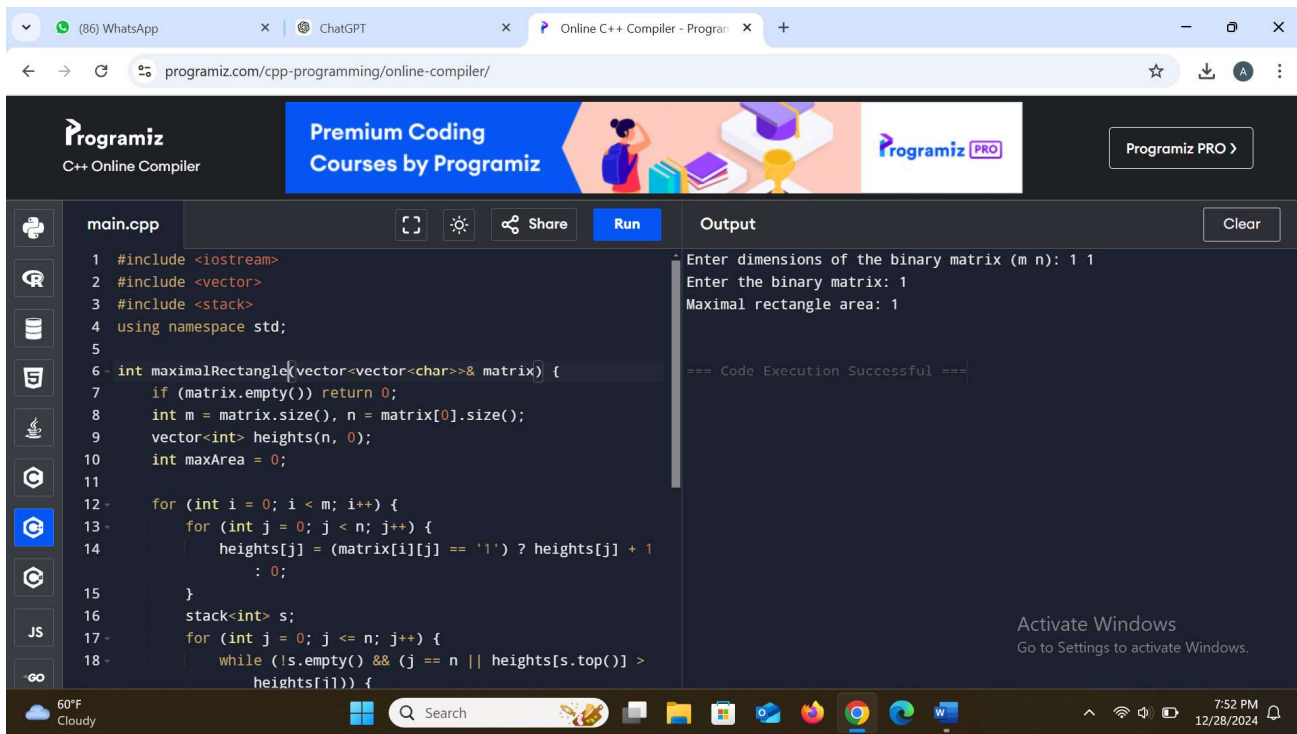 (86) WhatsApp
ChatGPT
Online C++ Compiler - Program
programiz.com/cpp-programming/online-compiler/
A
Programiz
C++ Online Compiler
Premium Coding
Courses by Programiz
Programiz PRO
Programiz PRO
main.cpp
Share
Run
Output
Clear
1 #include <iostream>
2 #include <vector>
3 #include <stack>
4 using namespace std;
5
6 int maximalRectangle(vector<vector<char>>& matrix) {
7 if (matrix.empty()) return 0;
8 int m = matrix.size(), n = matrix[0].size();
9 vector<int> heights(n, 0);
10 int maxArea = 0;
11
12 for (int i = 0; i < m; i++) {
13 for (int j = 0; j < n; j++) {
14 heights[j] = (matrix[i][j] == '1') ? heights[j] + 1
: 0;
15 }
16 stack<int> s;
17 for (int j = 0; j <= n; j++) {
18 while (!s.empty() && (j == n || heights[s.top()] >
heights[j])) {
Enter dimensions of the binary matrix (m n): 1 1
Enter the binary matrix: 1
Maximal rectangle area: 1
=== Code Execution Successful ===
JS
GO
Activate Windows
Go to Settings to activate Windows.
60°F
Cloudy
Search
7:52 PM
12/28/2024